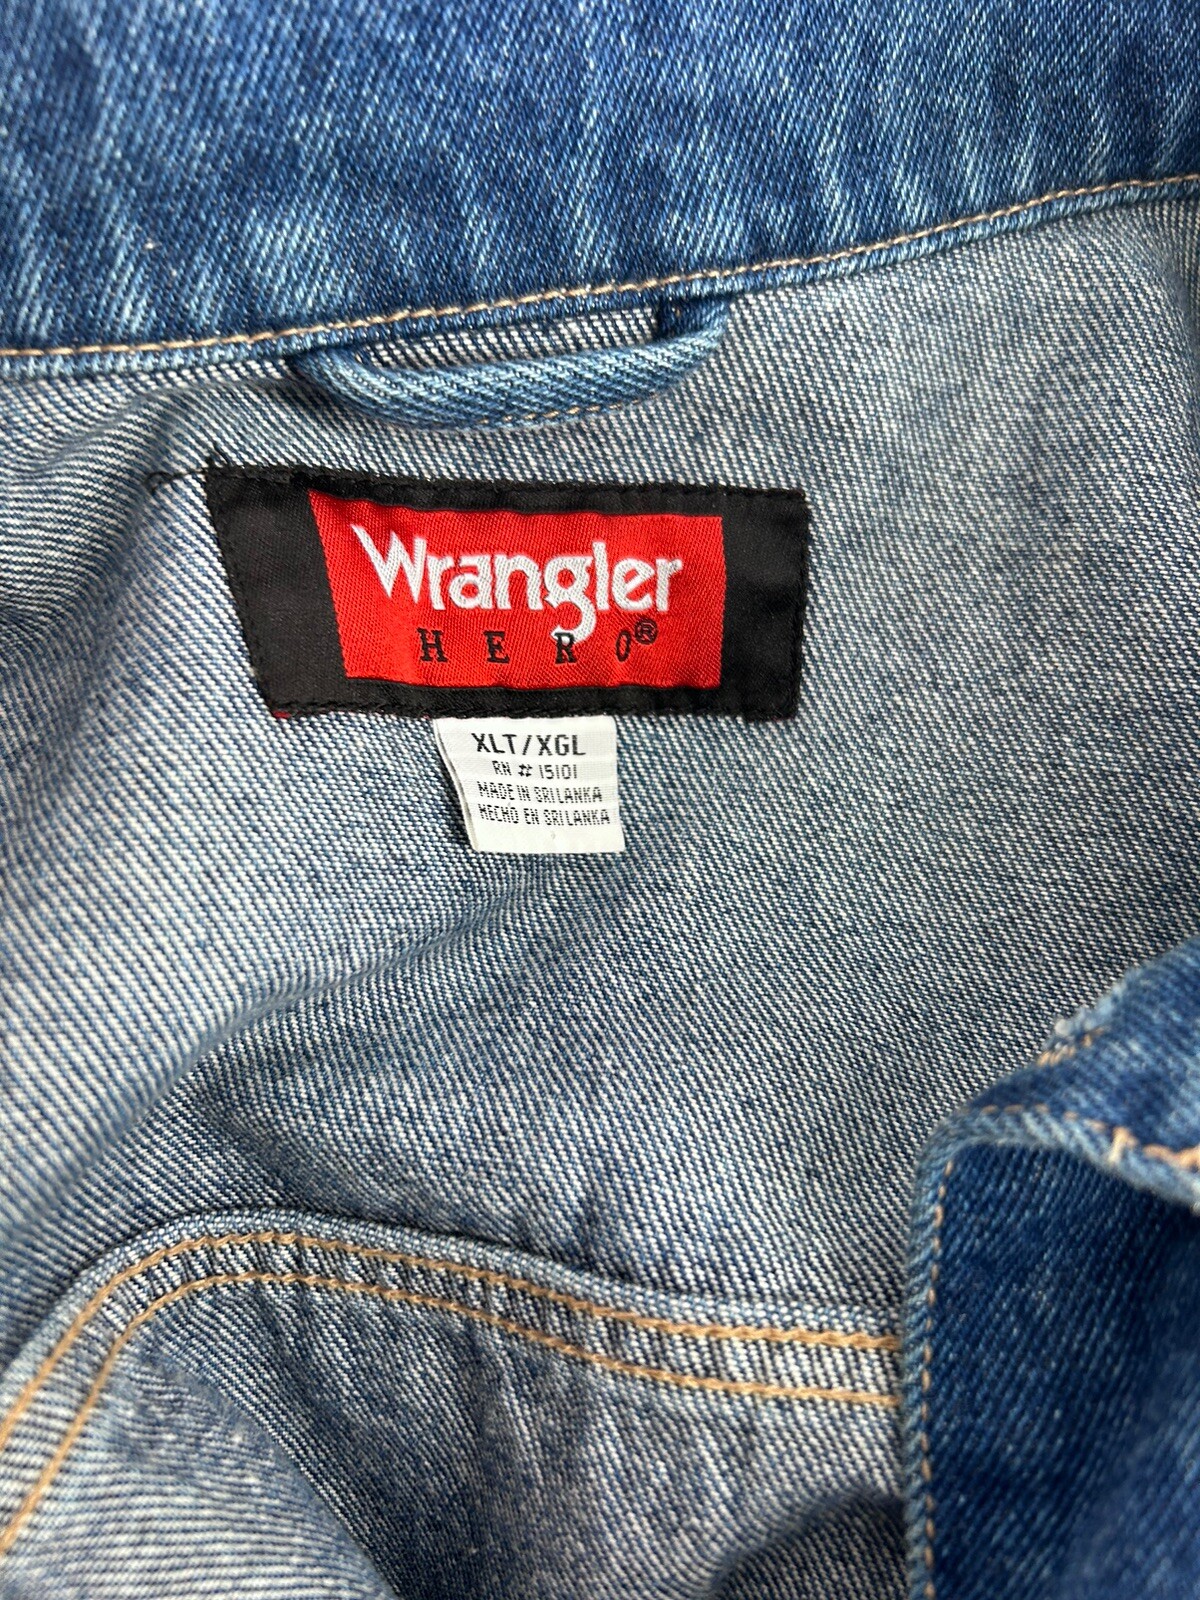 Wrangler
HERO®
XLT/XGL
RN # 15101
MADE IN SRI LANKA
HECHO EN SRI LANKA